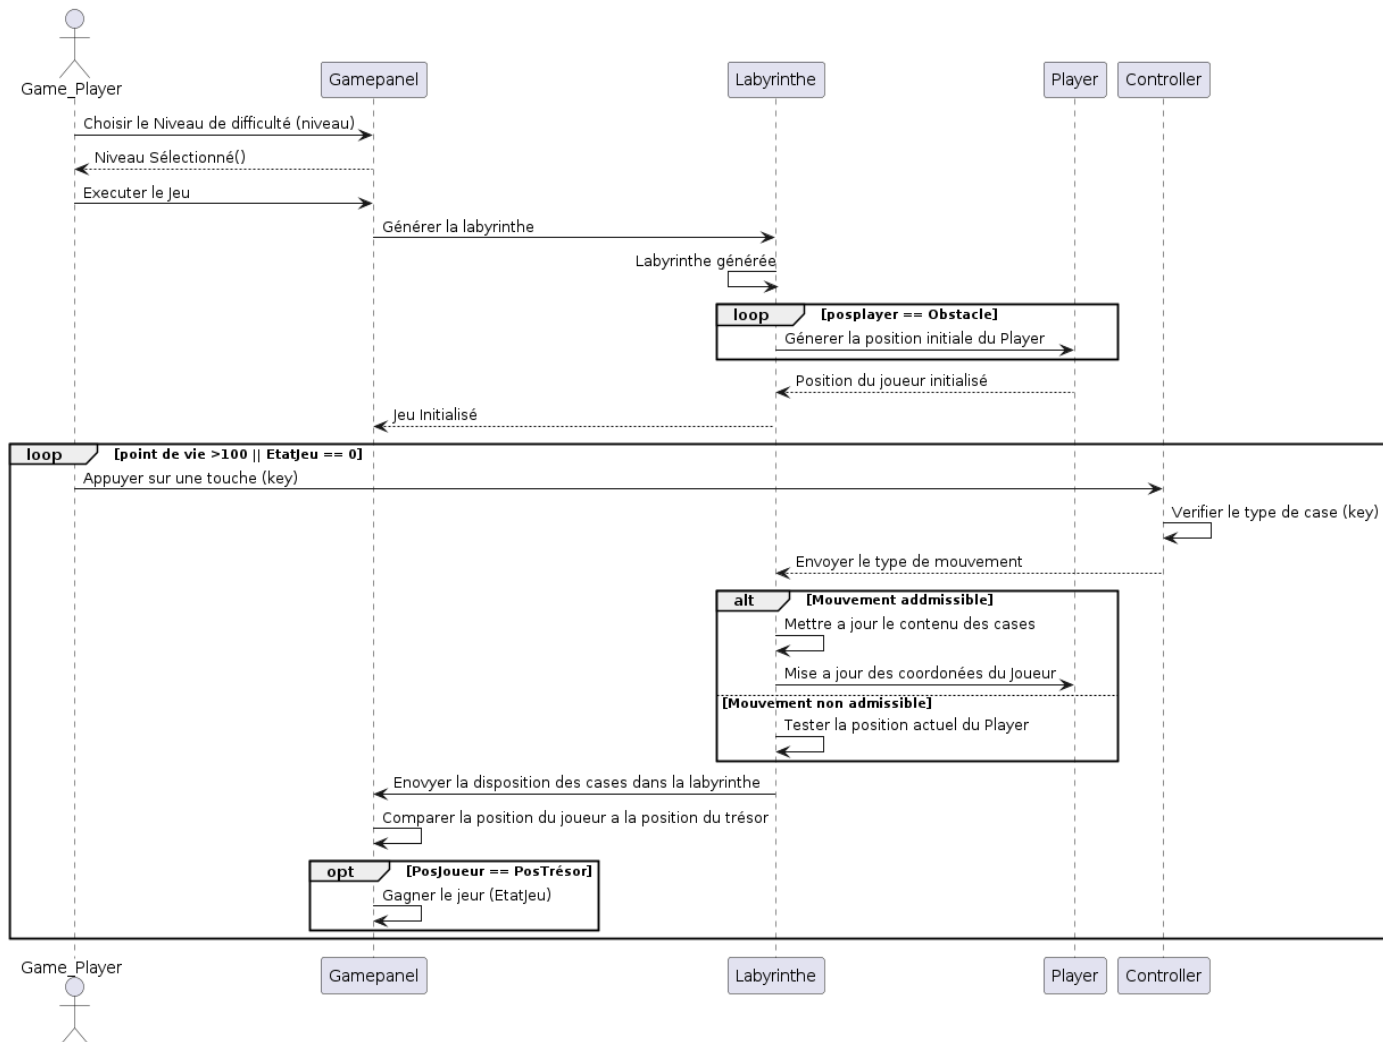 Game_Player
Gamepanel
Labyrinthe
Player
Controller
Choisir le Niveau de difficulté (niveau)
Niveau Sélectionné()
Executer le Jeu
Générer la labyrinthe
Labyrinthe générée
loop [posplayer == Obstacle]
Génerer la position initiale du Player
Position du joueur initialisé
Jeu Initialisé
loop [point de vie >100 || EtatJeu == 0]
Appuyer sur une touche (key)
Verifier le type de case (key)
Envoyer le type de mouvement
alt [Mouvement addmissible]
Mettre a jour le contenu des cases
Mise a jour des coordonées du Joueur
[Mouvement non admissible]
Tester la position actuel du Player
Enovyer la disposition des cases dans la labyrinthe
Comparer la position du joueur a la position du trésor
opt [PosJoueur == PosTrésor]
Gagner le jeur (EtatJeu)
Game_Player
Gamepanel
Labyrinthe
Player
Controller